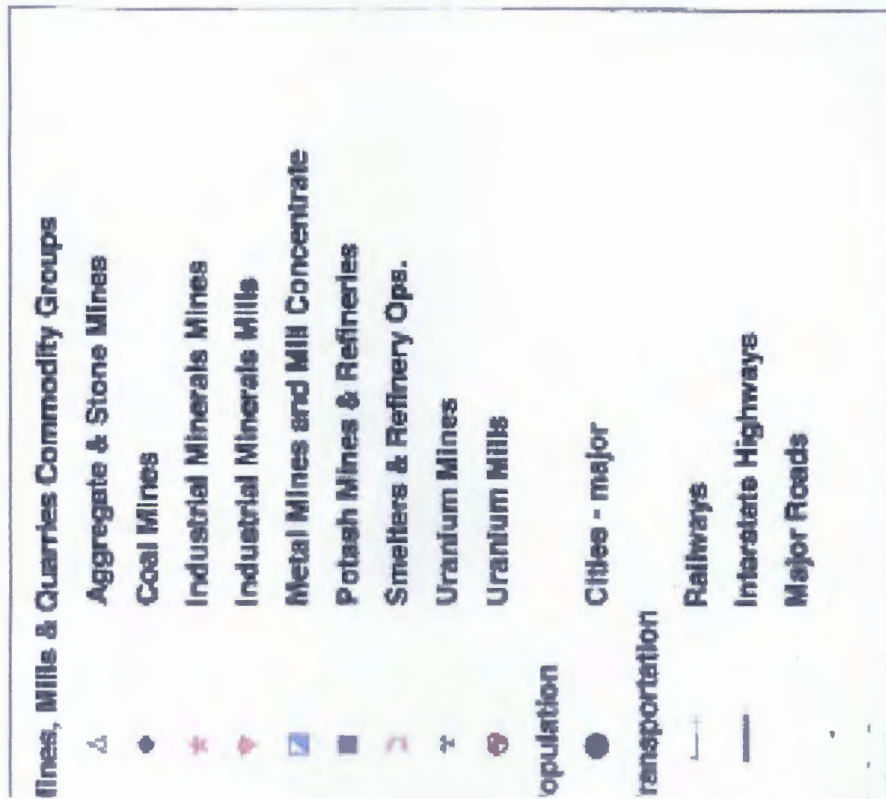 fines, Mills & Quarries Commodity Groups
Aggregate & Stone Mines
Coal Mines
Industrial Minerals Mines
Industrial Minerals Mills
Metal Mines and Mill Concentrate
Potash Mines & Refineries
Smelters & Refinery Ops.
Uranium Mines
Uranium Mills
opulation
Cities - major
ransportation
Railways
Interstate Highways
Major Roads